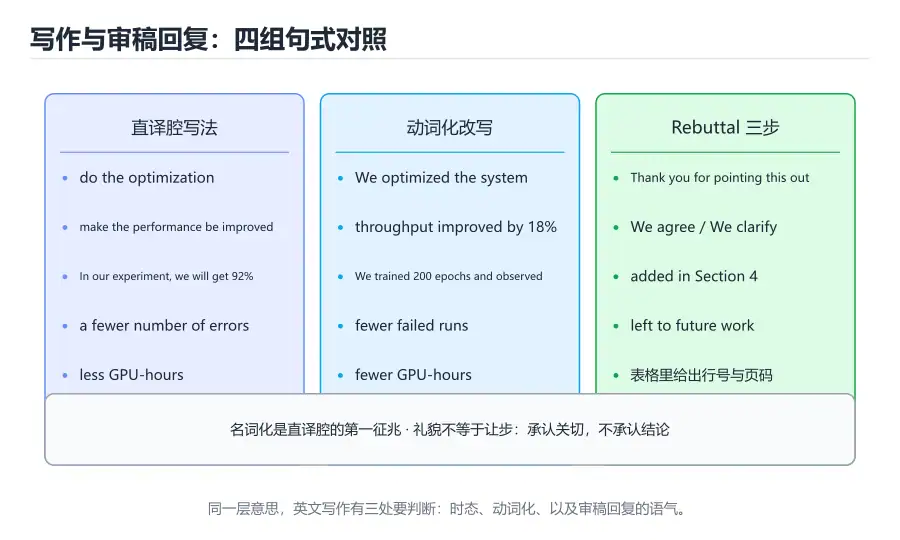 写作与审稿回复：四组句式对照
直译腔写法
do the optimization
make the performance be improved
In our experiment, we will get 92%
a fewer number of errors
less GPU-hours
动词化改写
We optimized the system
throughput improved by 18%
We trained 200 epochs and observed
fewer failed runs
fewer GPU-hours
Rebuttal 三步
Thank you for pointing this out
We agree / We clarify
added in Section 4
left to future work
表格里给出行号与页码
名词化是直译腔的第一征兆 · 礼貌不等于让步：承认关切，不承认结论
同一层意思，英文写作有三处要判断：时态、动词化、以及审稿回复的语气。